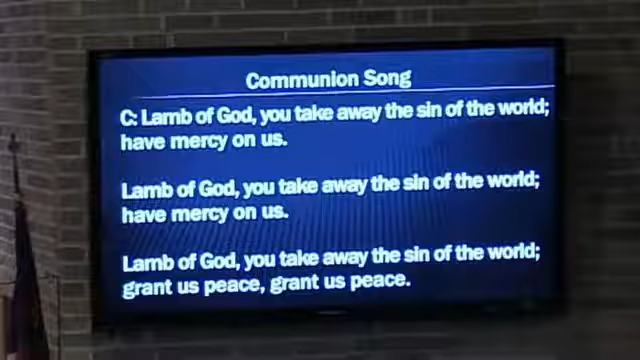 Communion Song
C: Lamb of God, you take away the sin of the world;
have mercy on us.
Lamb of God, you take away the sin of the world;
have mercy on us.
Lamb of God, you take away the sin of the world;
grant us peace, grant us peace.